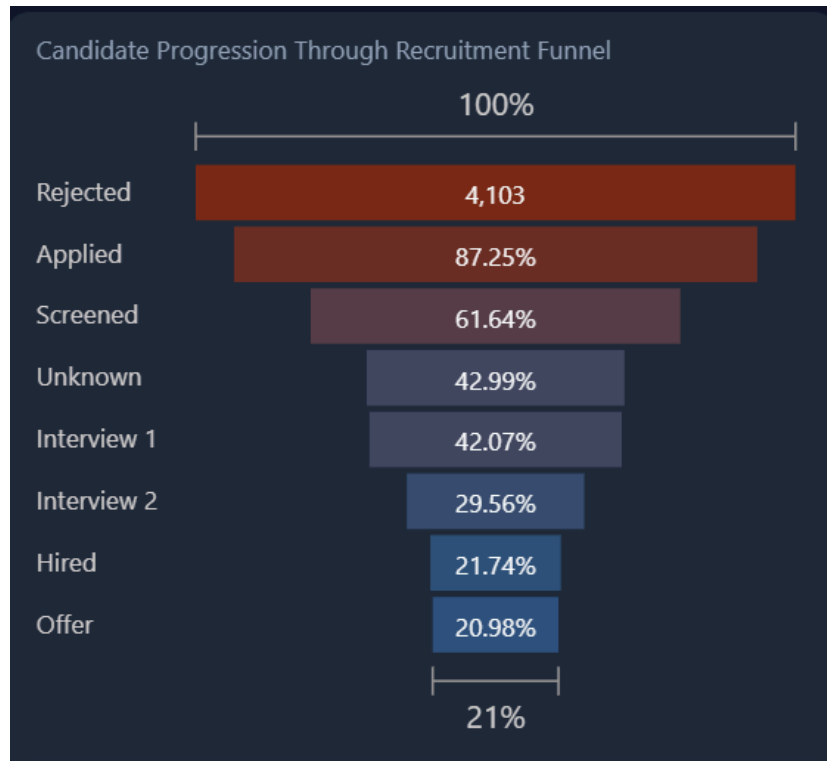 Candidate Progression Through Recruitment Funnel
100%
Rejected 4,103
Applied 87.25%
Screened 61.64%
Unknown 42.99%
Interview 1 42.07%
Interview 2 29.56%
Hired 21.74%
Offer 20.98%
21%